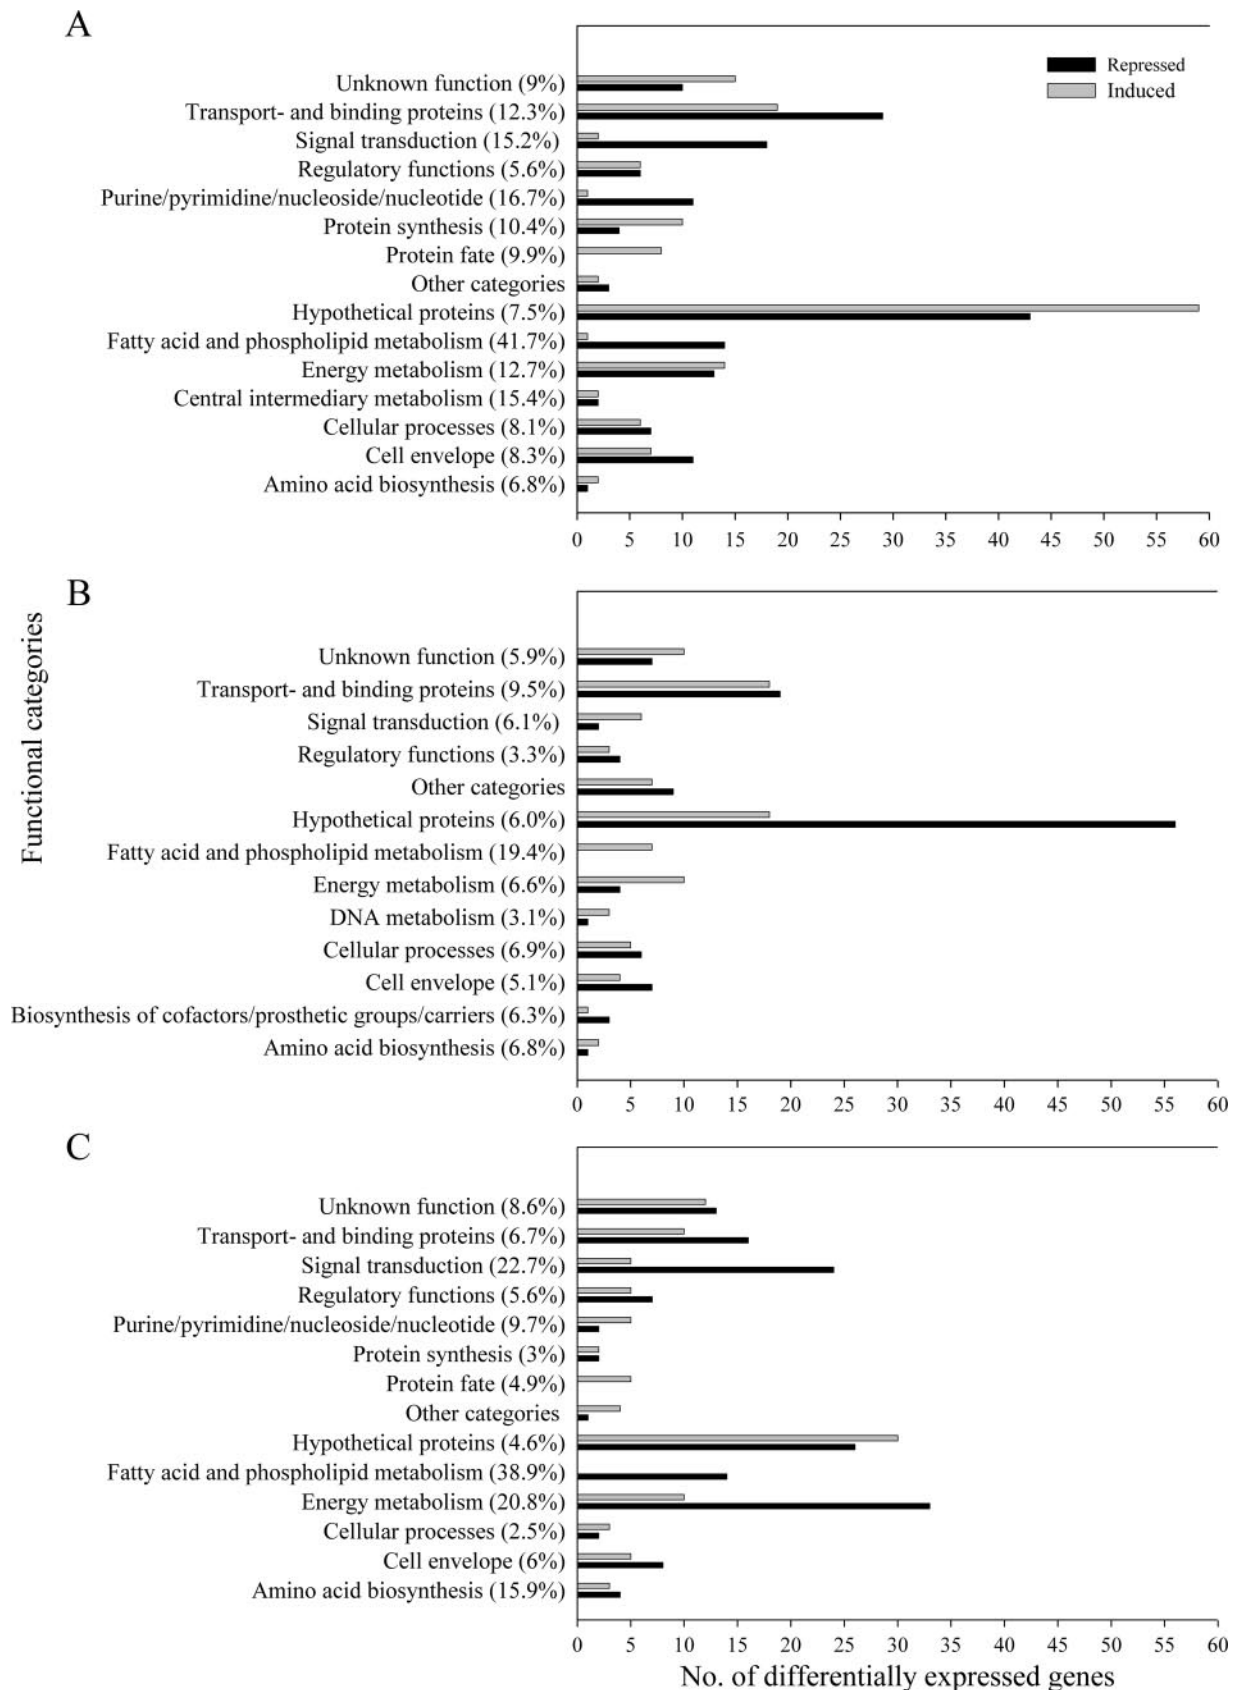 A
Repressed
Induced
Unknown function (9%)
Transport- and binding proteins (12.3%)
Signal transduction (15.2%)
Regulatory functions (5.6%)
Purine/pyrimidine/nucleoside/nucleotide (16.7%)
Protein synthesis (10.4%)
Protein fate (9.9%)
Other categories
Hypothetical proteins (7.5%)
Fatty acid and phospholipid metabolism (41.7%)
Energy metabolism (12.7%)
Central intermediary metabolism (15.4%)
Cellular processes (8.1%)
Cell envelope (8.3%)
Amino acid biosynthesis (6.8%)
0 5 10 15 20 25 30 35 40 45 50 55 60
B
Functional categories
Unknown function (5.9%)
Transport- and binding proteins (9.5%)
Signal transduction (6.1%)
Regulatory functions (3.3%)
Other categories
Hypothetical proteins (6.0%)
Fatty acid and phospholipid metabolism (19.4%)
Energy metabolism (6.6%)
DNA metabolism (3.1%)
Cellular processes (6.9%)
Cell envelope (5.1%)
Biosynthesis of cofactors/prosthetic groups/carriers (6.3%)
Amino acid biosynthesis (6.8%)
0 5 10 15 20 25 30 35 40 45 50 55 60
C
Unknown function (8.6%)
Transport- and binding proteins (6.7%)
Signal transduction (22.7%)
Regulatory functions (5.6%)
Purine/pyrimidine/nucleoside/nucleotide (9.7%)
Protein synthesis (3%)
Protein fate (4.9%)
Other categories
Hypothetical proteins (4.6%)
Fatty acid and phospholipid metabolism (38.9%)
Energy metabolism (20.8%)
Cellular processes (2.5%)
Cell envelope (6%)
Amino acid biosynthesis (15.9%)
0 5 10 15 20 25 30 35 40 45 50 55 60
No. of differentially expressed genes